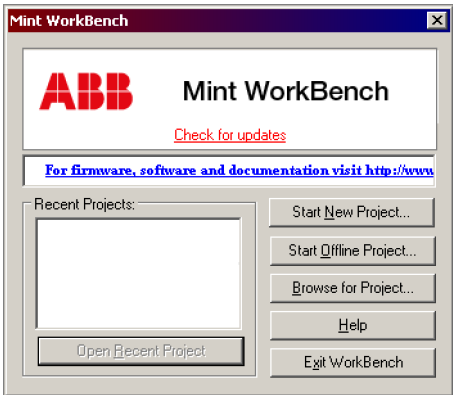 Mint WorkBench
ABB Mint WorkBench
Check for updates
For firmware, software and documentation visit http://www
Recent Projects:
Start New Project...
Start Offline Project...
Browse for Project...
Help
Open Recent Project
Exit WorkBench